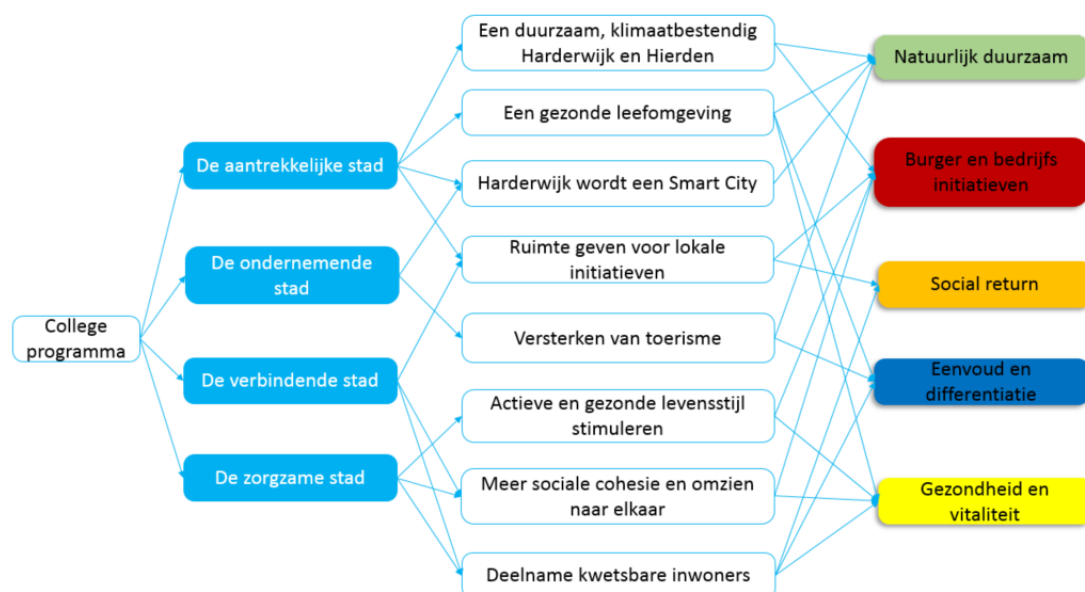 College
programma
De aantrekkelijke stad
De ondernemende
stad
De verbindende stad
De zorgzame stad
Een duurzaam, klimaatbestendig
Harderwijk en Hierden
Een gezonde leefomgeving
Harderwijk wordt een Smart City
Ruimte geven voor lokale
initiatieven
Versterken van toerisme
Actieve en gezonde levensstijl
stimuleren
Meer sociale cohesie en omzien
naar elkaar
Deelname kwetsbare inwoners
Natuurlijk duurzaam
Burger en bedrijfs
initiatieven
Social return
Eenvoud en
differentiatie
Gezondheid en
vitaliteit